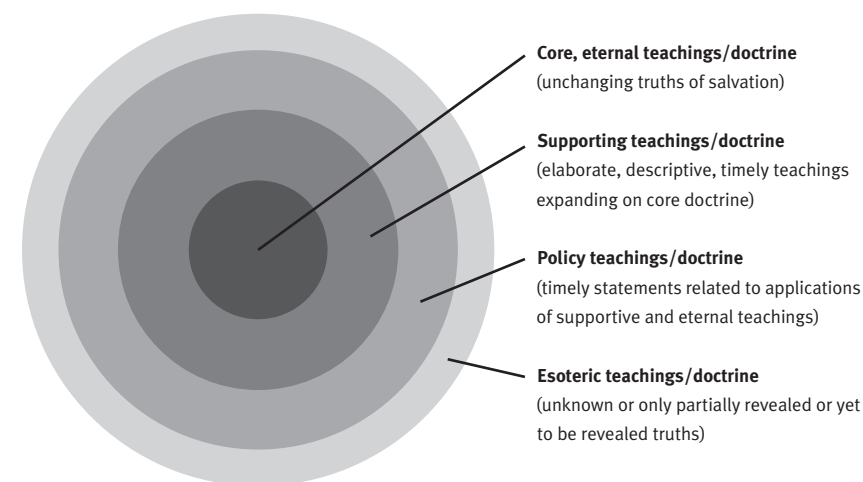 Core, eternal teachings/doctrine
(unchanging truths of salvation)
Supporting teachings/doctrine
(elaborate, descriptive, timely teachings
expanding on core doctrine)
Policy teachings/doctrine
(timely statements related to applications
of supportive and eternal teachings)
Esoteric teachings/doctrine
(unknown or only partially revealed or yet
to be revealed truths)